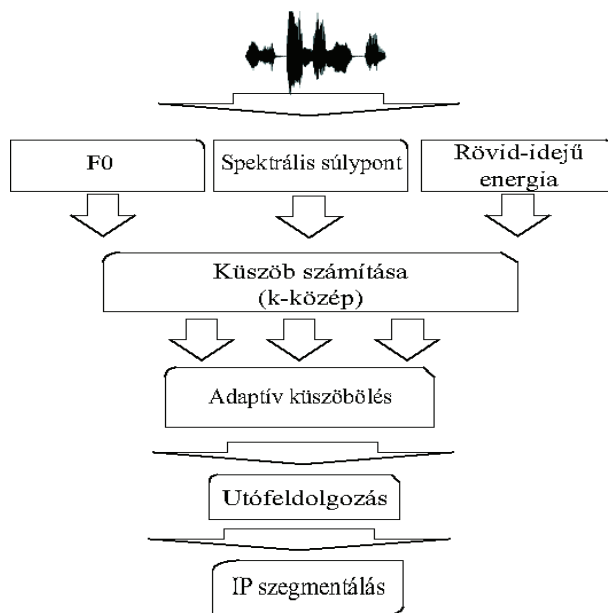 F0
Spektrális súlypont
Rövid-idejű
energia
Küszöb számítása
(k-közép)
Adaptív küszöbölés
Utófeldolgozás
IP szegmentálás